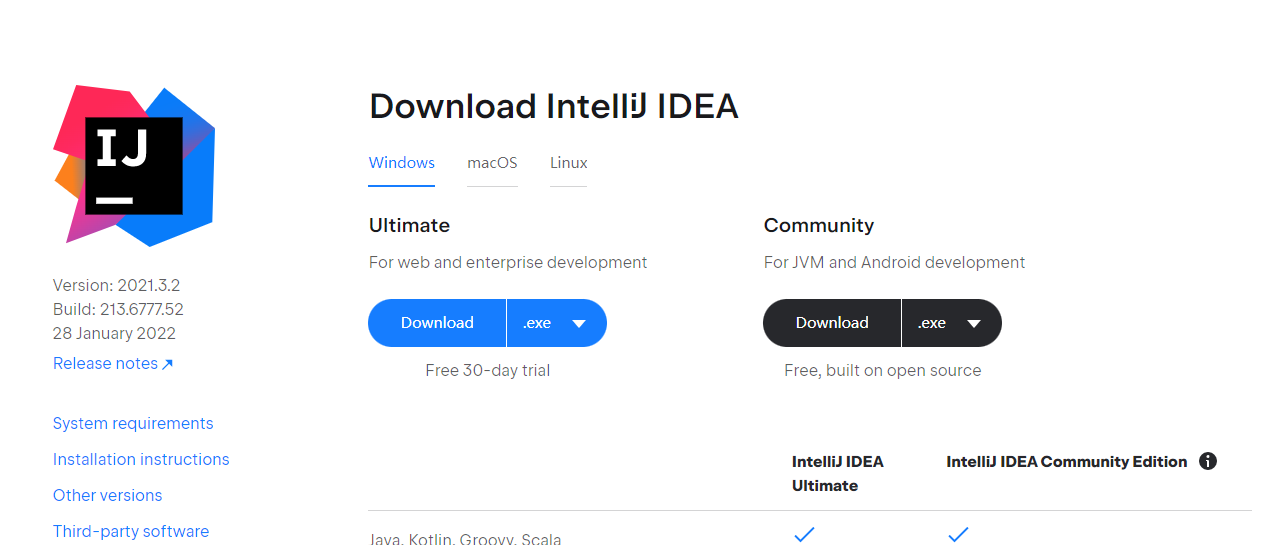 IJ
Download IntelliJ IDEA
Windows macOS Linux
Ultimate
For web and enterprise development
Download .exe
Free 30-day trial
Community
For JVM and Android development
Download .exe
Free, built on open source
Version: 2021.3.2
Build: 213.6777.52
28 January 2022
Release notes
System requirements
Installation instructions
Other versions
Third-party software
IntelliJ IDEA
Ultimate
IntelliJ IDEA Community Edition
Java, Kotlin, Groovy, Scala